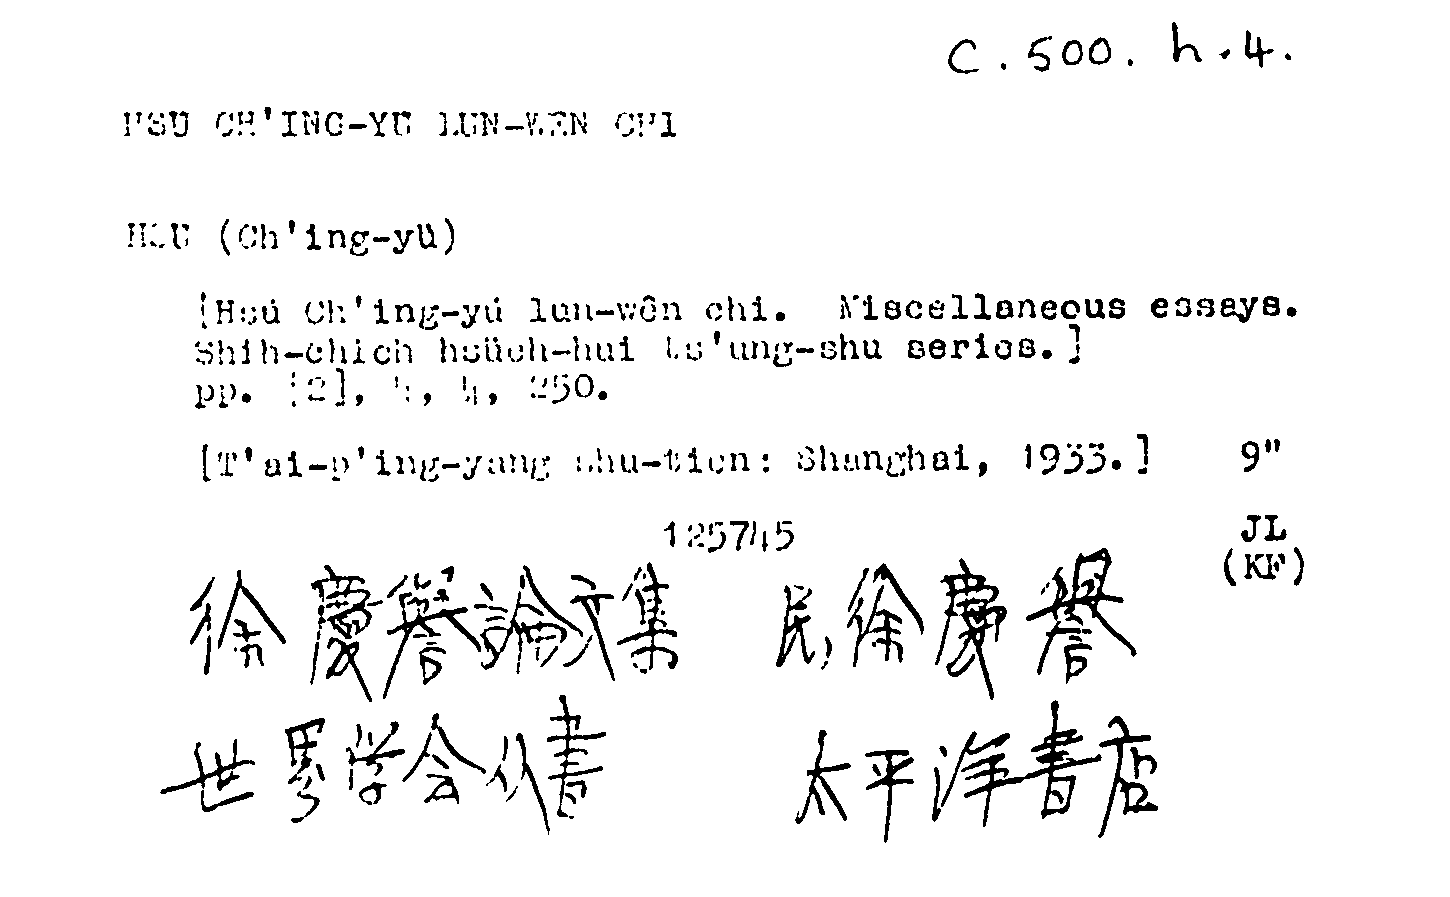 C. 500. h. 4.
HSU CH'ING-YU LUN-WEN CHI
HSU (Ch'ing-yü)
[Hsü Ch'ing-yü lun-wên chi. Miscellaneous essays.
Shih-chieh hsüeh-hui ts'ung-shu series.]
pp. [2], 4, 4, 250.
[T'ai-p'ing-yang shu-tien: Shanghai, 1933.] 9"
125745 JL
(KF)
徐慶譽論文集 民,徐慶譽
世界学会丛書 太平洋書店